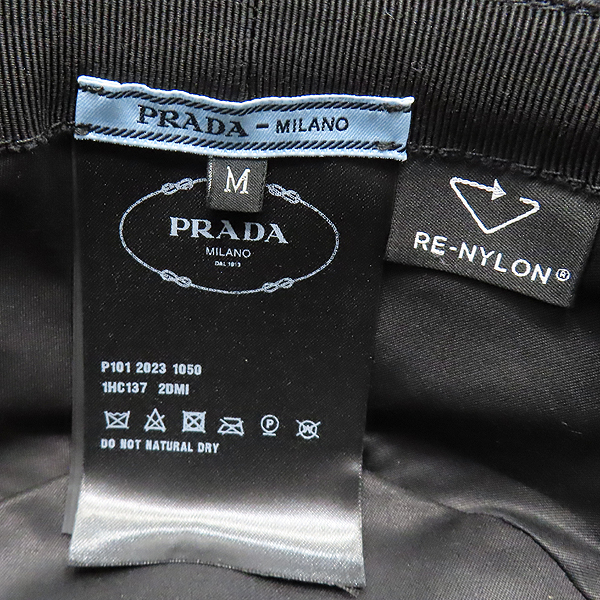 PRADA - MILANO
M
PRADA
MILANO
DAL 1913
RE-NYLON®
P101 2023 1050
1HC137 2DMI
P W
DO NOT NATURAL DRY